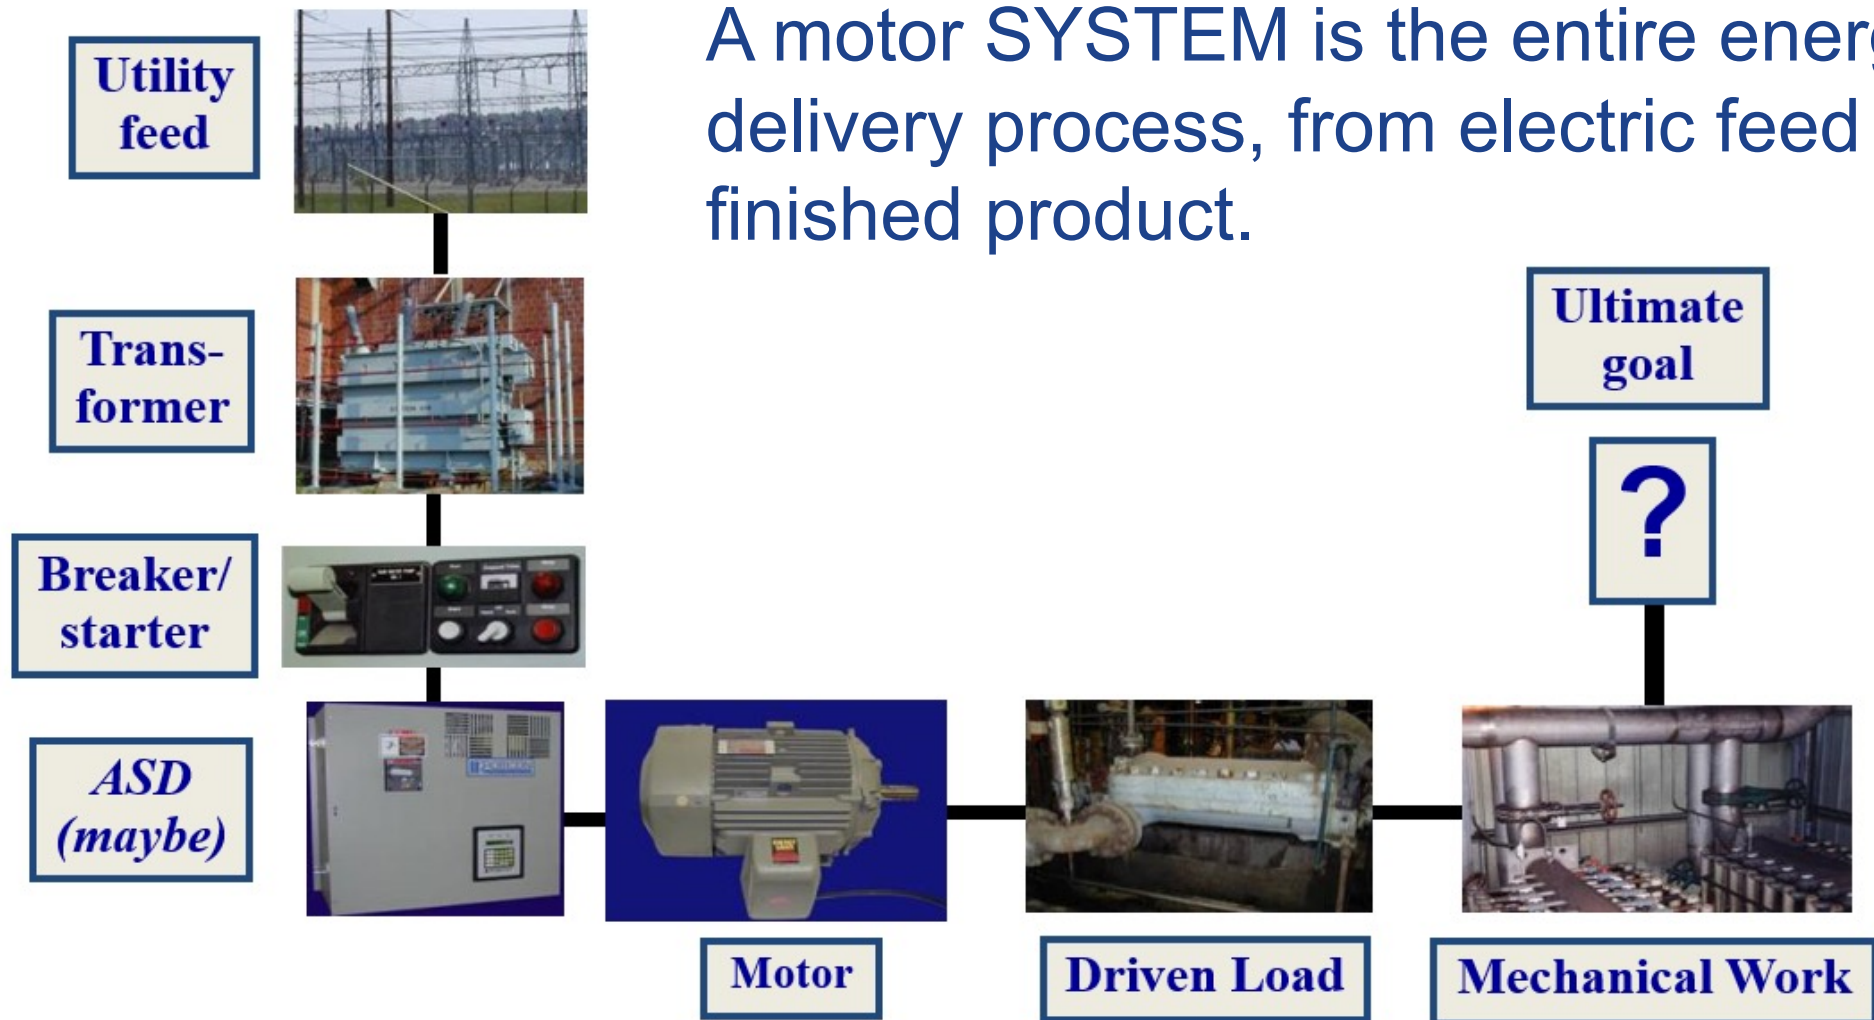 A motor SYSTEM is the entire energ
delivery process, from electric feed
finished product.
Utility
feed
Trans-
former
Breaker/
starter
ASD
(maybe)
Motor
Driven Load
Mechanical Work
Ultimate
goal
?